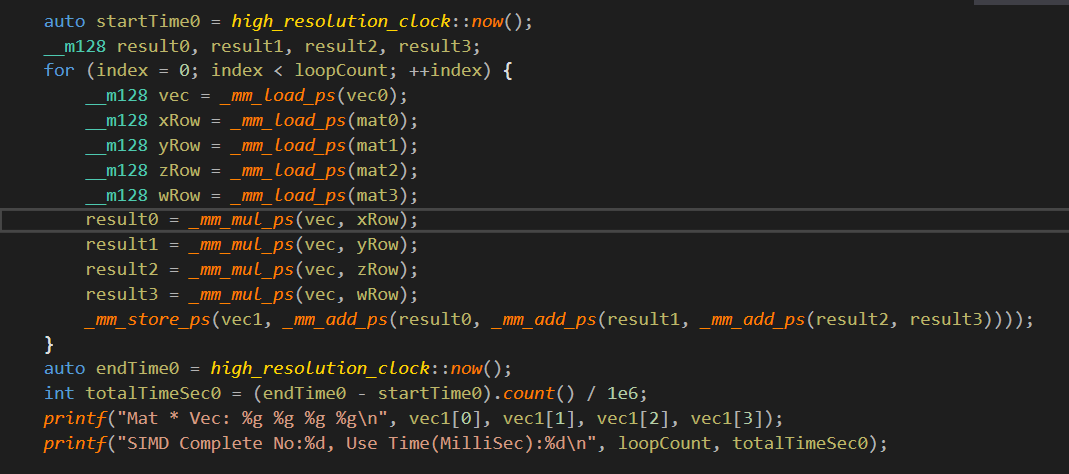 auto startTime0 = high_resolution_clock::now();
__m128 result0, result1, result2, result3;
for (index = 0; index < loopCount; ++index) {
__m128 vec = _mm_load_ps(vec0);
__m128 xRow = _mm_load_ps(mat0);
__m128 yRow = _mm_load_ps(mat1);
__m128 zRow = _mm_load_ps(mat2);
__m128 wRow = _mm_load_ps(mat3);
result0 = _mm_mul_ps(vec, xRow);
result1 = _mm_mul_ps(vec, yRow);
result2 = _mm_mul_ps(vec, zRow);
result3 = _mm_mul_ps(vec, wRow);
_mm_store_ps(vec1, _mm_add_ps(result0, _mm_add_ps(result1, _mm_add_ps(result2, result3))));
}
auto endTime0 = high_resolution_clock::now();
int totalTimeSec0 = (endTime0 - startTime0).count() / 1e6;
printf("Mat * Vec: %g %g %g %g\n", vec1[0], vec1[1], vec1[2], vec1[3]);
printf("SIMD Complete No:%d, Use Time(MilliSec):%d\n", loopCount, totalTimeSec0);